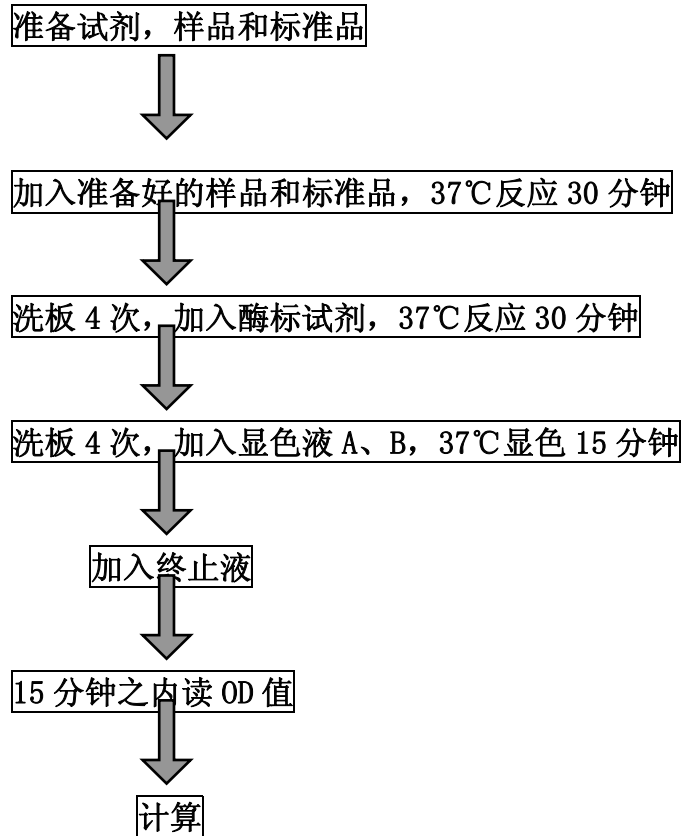 准备试剂，样品和标准品
加入准备好的样品和标准品，37℃反应30分钟
洗板4次，加入酶标试剂，37℃反应30分钟
洗板4次，加入显色液A、B，37℃显色15分钟
加入终止液
15分钟之内读OD值
计算